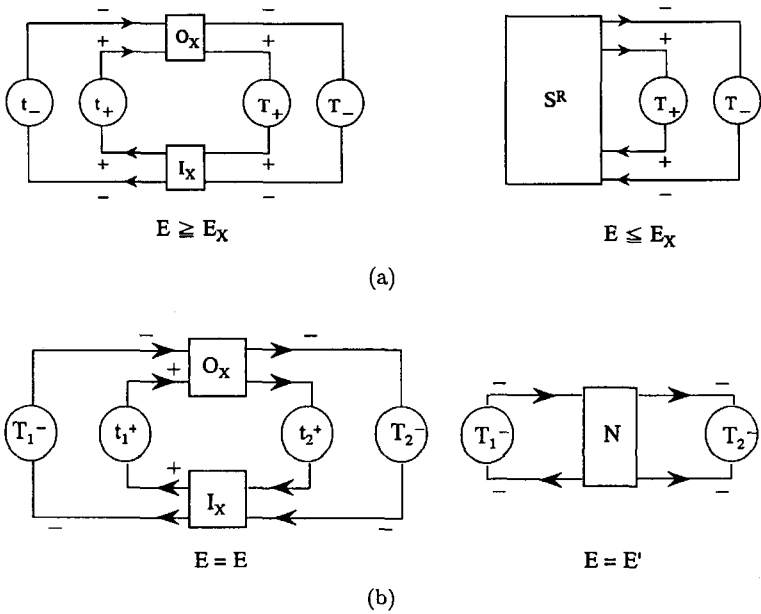 − − − −
+ + +
O_X
t_− t_+ T_+ T_− S^R T_+ T_−
I_X
+ + +
− − −
E ≧ E_X E ≤ E_X
(a)
− −
O_X
+
− −
T_1^− t_1^+ t_2^+ T_2^− T_1^− N T_2^−
+
− −
I_X
− −
E = E E = E'
(b)